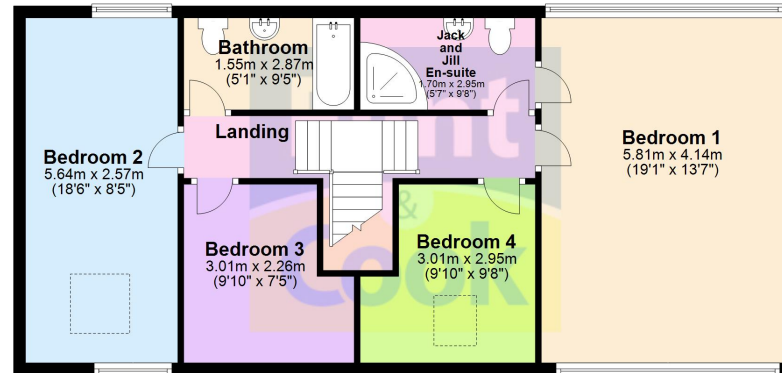 Bathroom
1.55m x 2.87m
(5'1" x 9'5")
Jack
and
Jill
En-suite
1.70m x 2.95m
(5'7" x 9'8")
Landing
Bedroom 1
5.81m x 4.14m
(19'1" x 13'7")
Bedroom 2
5.64m x 2.57m
(18'6" x 8'5")
Bedroom 3
3.01m x 2.26m
(9'10" x 7'5")
Bedroom 4
3.01m x 2.95m
(9'10" x 9'8")
&
Cook